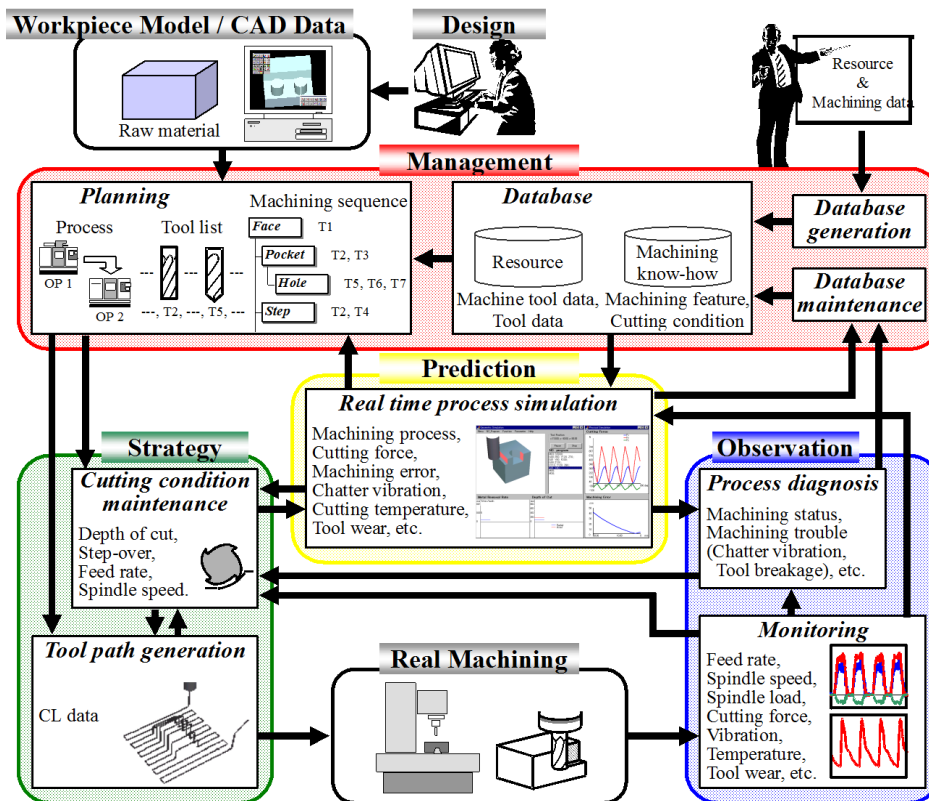 Workpiece Model / CAD Data
Design
Raw material
Resource
&
Machining data
Management
Planning
Process
Tool list
Machining sequence
Face
T1
Pocket
T2, T3
Hole
T5, T6, T7
Step
T2, T4
OP 1
OP 2
---
---
---
---, T2, ---, T5, ---
Database
Resource
Machining
know-how
Machine tool data,
Tool data
Machining feature,
Cutting condition
Database
generation
Database
maintenance
Prediction
Real time process simulation
Machining process,
Cutting force,
Machining error,
Chatter vibration,
Cutting temperature,
Tool wear, etc.
Strategy
Cutting condition
maintenance
Depth of cut,
Step-over,
Feed rate,
Spindle speed.
Tool path generation
CL data
Real Machining
Observation
Process diagnosis
Machining status,
Machining trouble
(Chatter vibration,
Tool breakage), etc.
Monitoring
Feed rate,
Spindle speed,
Spindle load,
Cutting force,
Vibration,
Temperature,
Tool wear, etc.